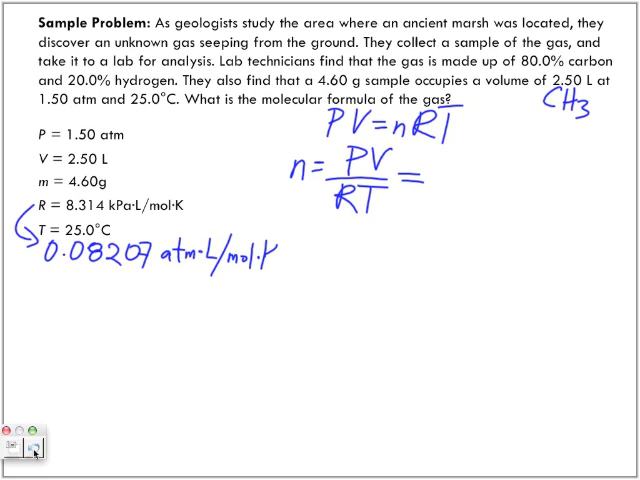 Sample Problem: As geologists study the area where an ancient marsh was located, they
discover an unknown gas seeping from the ground. They collect a sample of the gas, and
take it to a lab for analysis. Lab technicians find that the gas is made up of 80.0% carbon
and 20.0% hydrogen. They also find that a 4.60 g sample occupies a volume of 2.50 L at
1.50 atm and 25.0°C. What is the molecular formula of the gas?
CH3
PV = nRT
P = 1.50 atm
n = PV/RT =
V = 2.50 L
m = 4.60g
R = 8.314 kPa·L/mol·K
T = 25.0°C
0.08207 atm·L/mol·K